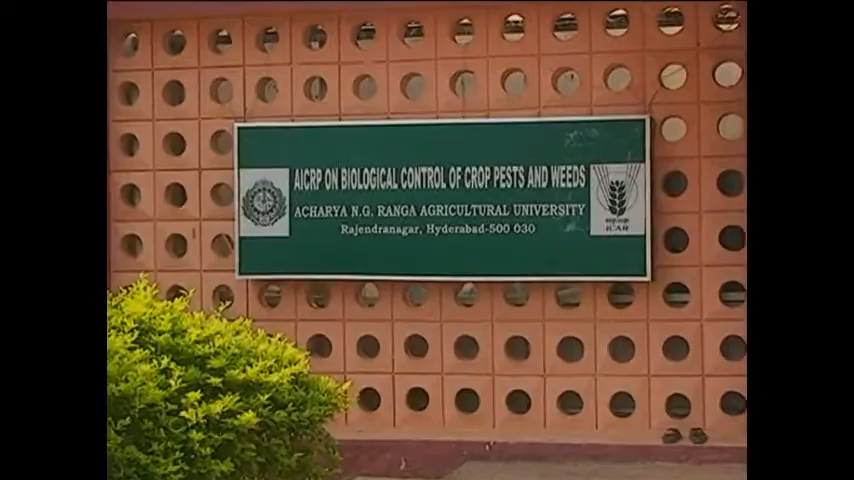 AICRP ON BIOLOGICAL CONTROL OF CROP PESTS AND WEEDS
ACHARYA N.G. RANGA AGRICULTURAL UNIVERSITY
RAJENDRANAGAR, HYDERABAD-500 030
ICAR